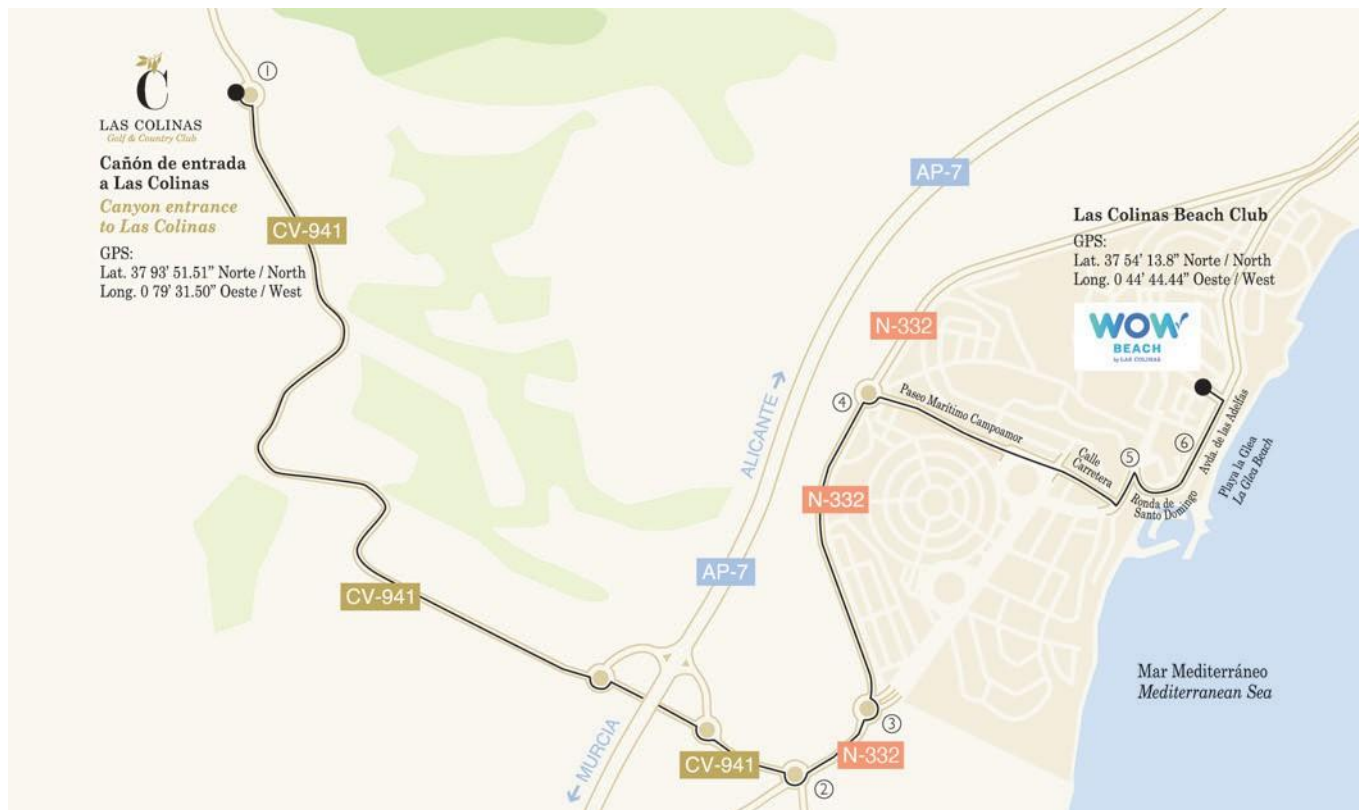 ①
C
LAS COLINAS
Golf & Country Club
Cañón de entrada
a Las Colinas
Canyon entrance
to Las Colinas
GPS:
Lat. 37 93' 51.51” Norte / North
Long. 0 79' 31.50” Oeste / West
CV-941
AP-7
Las Colinas Beach Club
GPS:
Lat. 37 54' 13.8” Norte / North
Long. 0 44' 44.44” Oeste / West
WOW
BEACH
by LAS COLINAS
N-332
④
Paseo Marítimo Campoamor
ALICANTE →
Calle
Carretera
⑤
⑥
Avda. de las Adelfas
Playa la Glea
La Glea Beach
Ronda de
Santo Domingo
N-332
AP-7
CV-941
Mar Mediterráneo
Mediterranean Sea
← MURCIA
③
N-332
CV-941
②